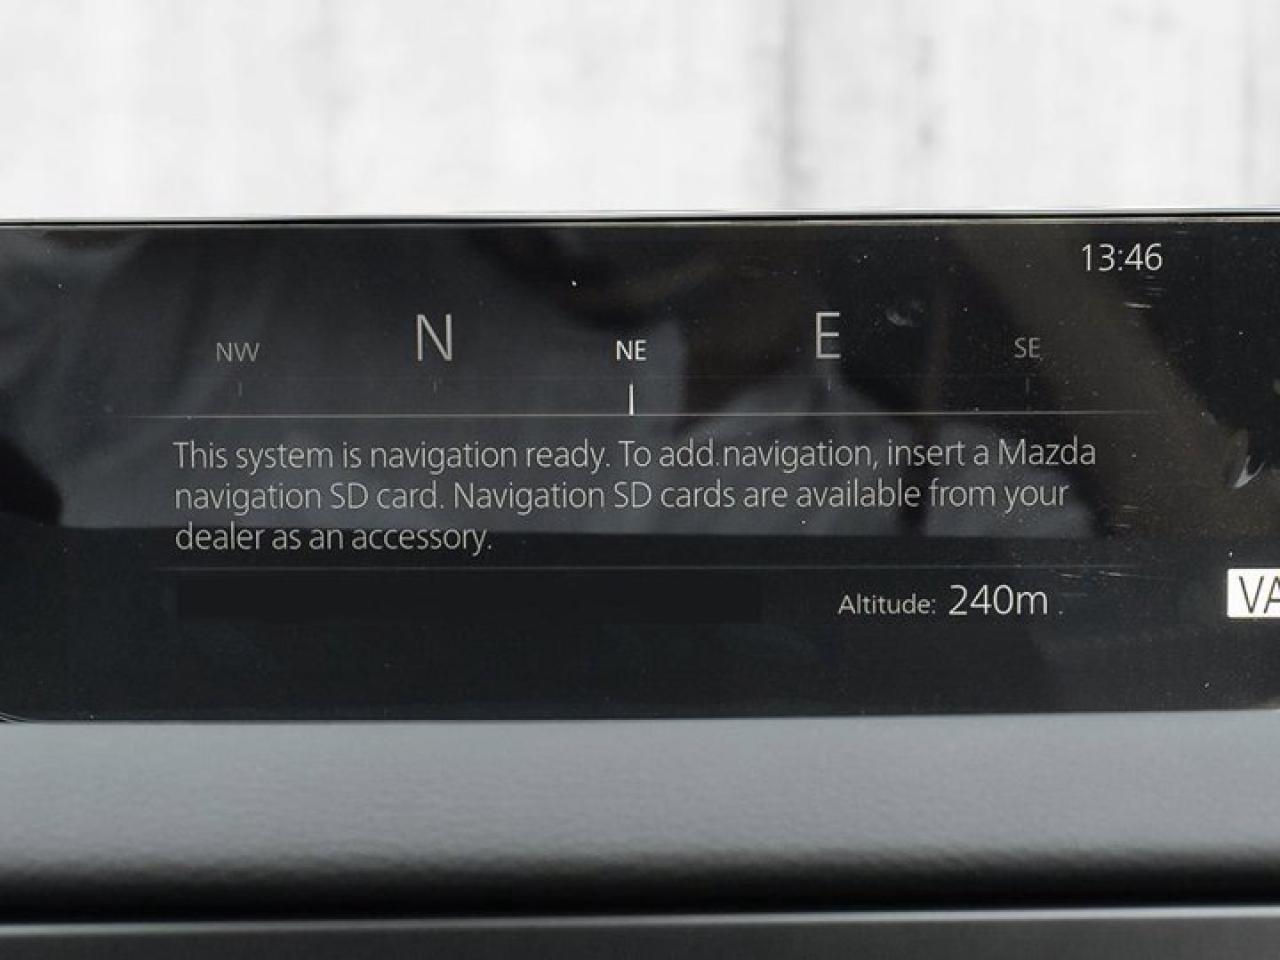 13:46
NW N NE E SE
This system is navigation ready. To add navigation, insert a Mazda
navigation SD card. Navigation SD cards are available from your
dealer as an accessory.
Altitude: 240m
VA